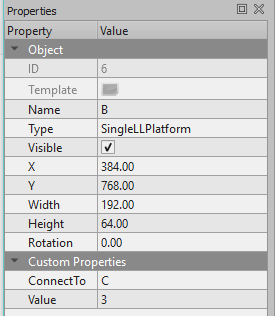 Properties
Property Value
Object
ID 6
Template
Name B
Type SingleLLPlatform
Visible
X 384.00
Y 768.00
Width 192.00
Height 64.00
Rotation 0.00
Custom Properties
ConnectTo C
Value 3